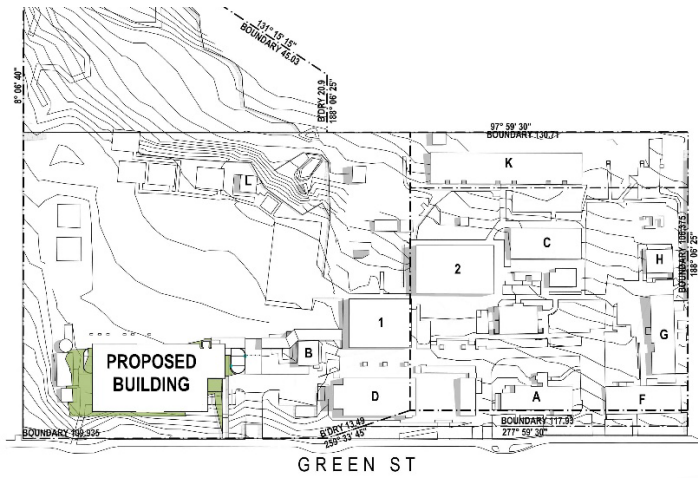 131° 15' 15"
BOUNDARY 45.03
8° 06' 40"
B'DRY 20.9
188° 06' 25"
97° 59' 30"
BOUNDARY 130.71
K
L
C
2
H
BOUNDARY 106.375
188° 06' 25"
1
G
B
PROPOSED
BUILDING
D
A
F
BOUNDARY 109.935
B'DRY 13.49
259° 33' 45"
BOUNDARY 117.93
277° 59' 30"
GREEN ST